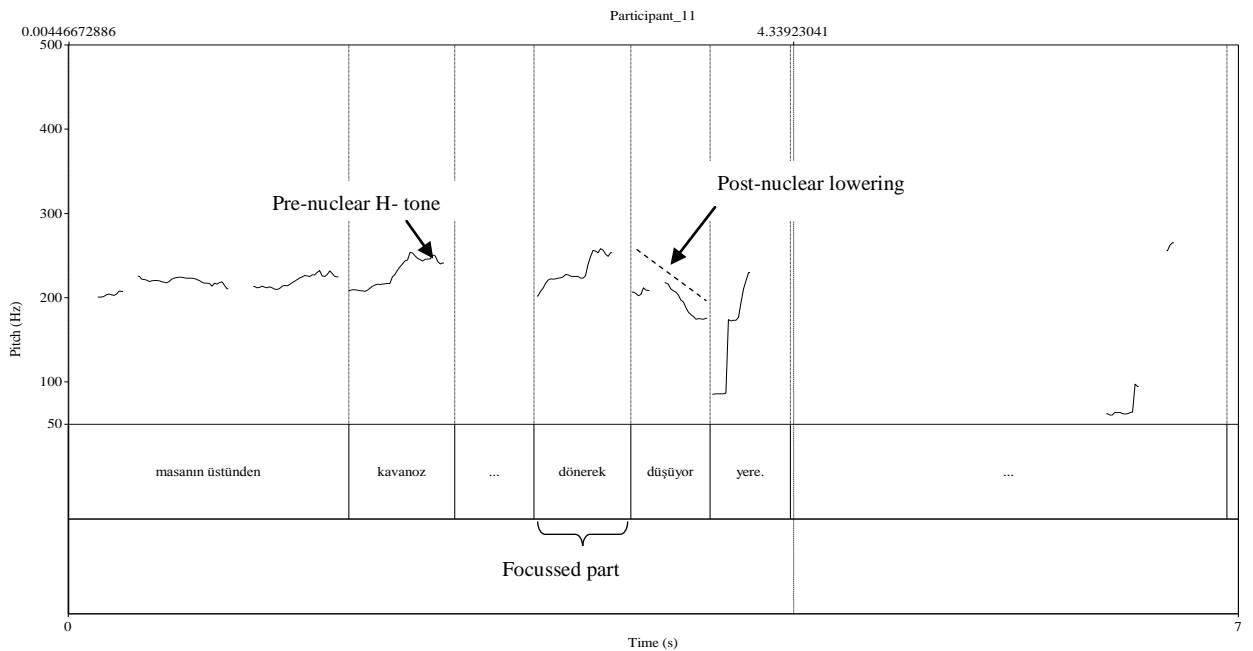 Participant_11
0.00446672886 4.33923041
500
400
300
200
100
50
Pitch (Hz)
Pre-nuclear H- tone
Post-nuclear lowering
masanın üstünden kavanoz ... dönerek düşüyor yere. ...
Focussed part
0 7
Time (s)